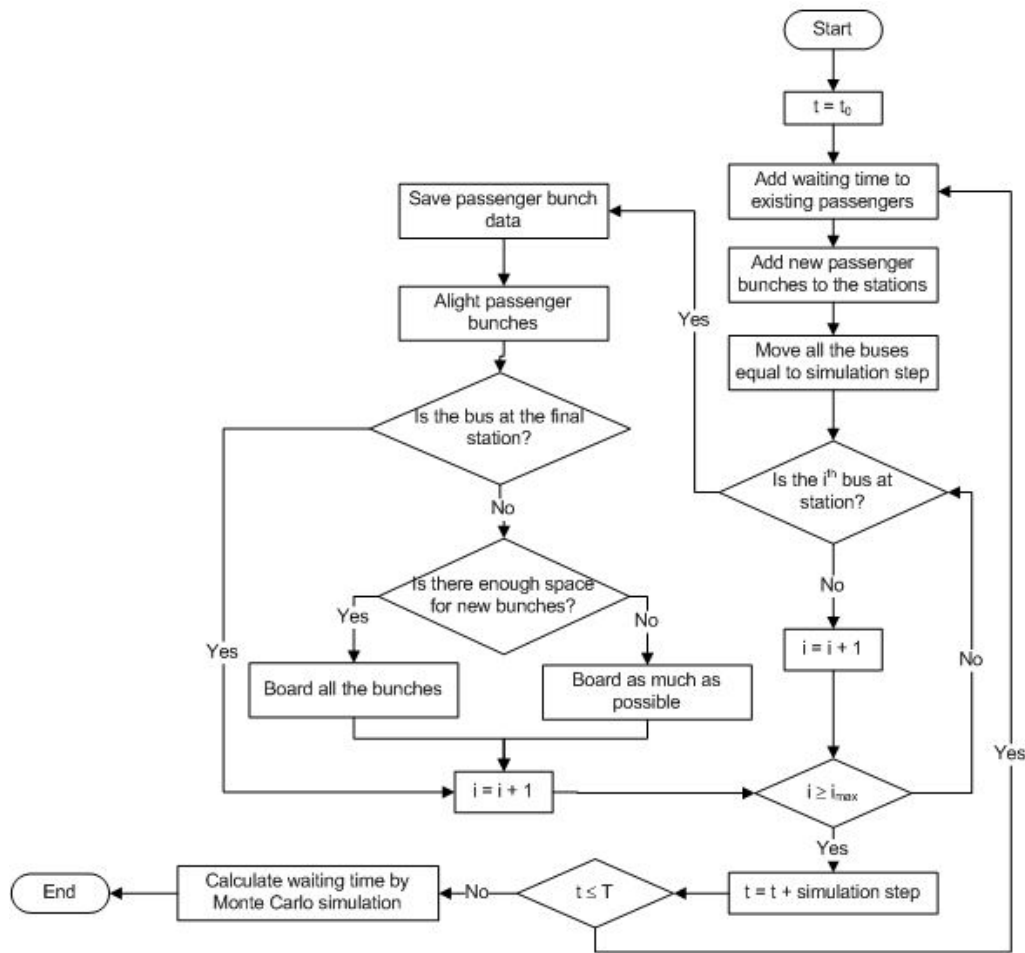 Start
t = t₀
Add waiting time to
existing passengers
Add new passenger
bunches to the stations
Move all the buses
equal to simulation step
Is the iᵗʰ bus at
station?
Yes
No
i = i + 1
Save passenger bunch
data
Alight passenger
bunches
Is the bus at the final
station?
No
Yes
Is there enough space
for new bunches?
Yes
No
Board all the bunches
Board as much as
possible
i = i + 1
i ≥ iₘₐₓ
No
Yes
t = t + simulation step
t ≤ T
Yes
No
Calculate waiting time by
Monte Carlo simulation
End